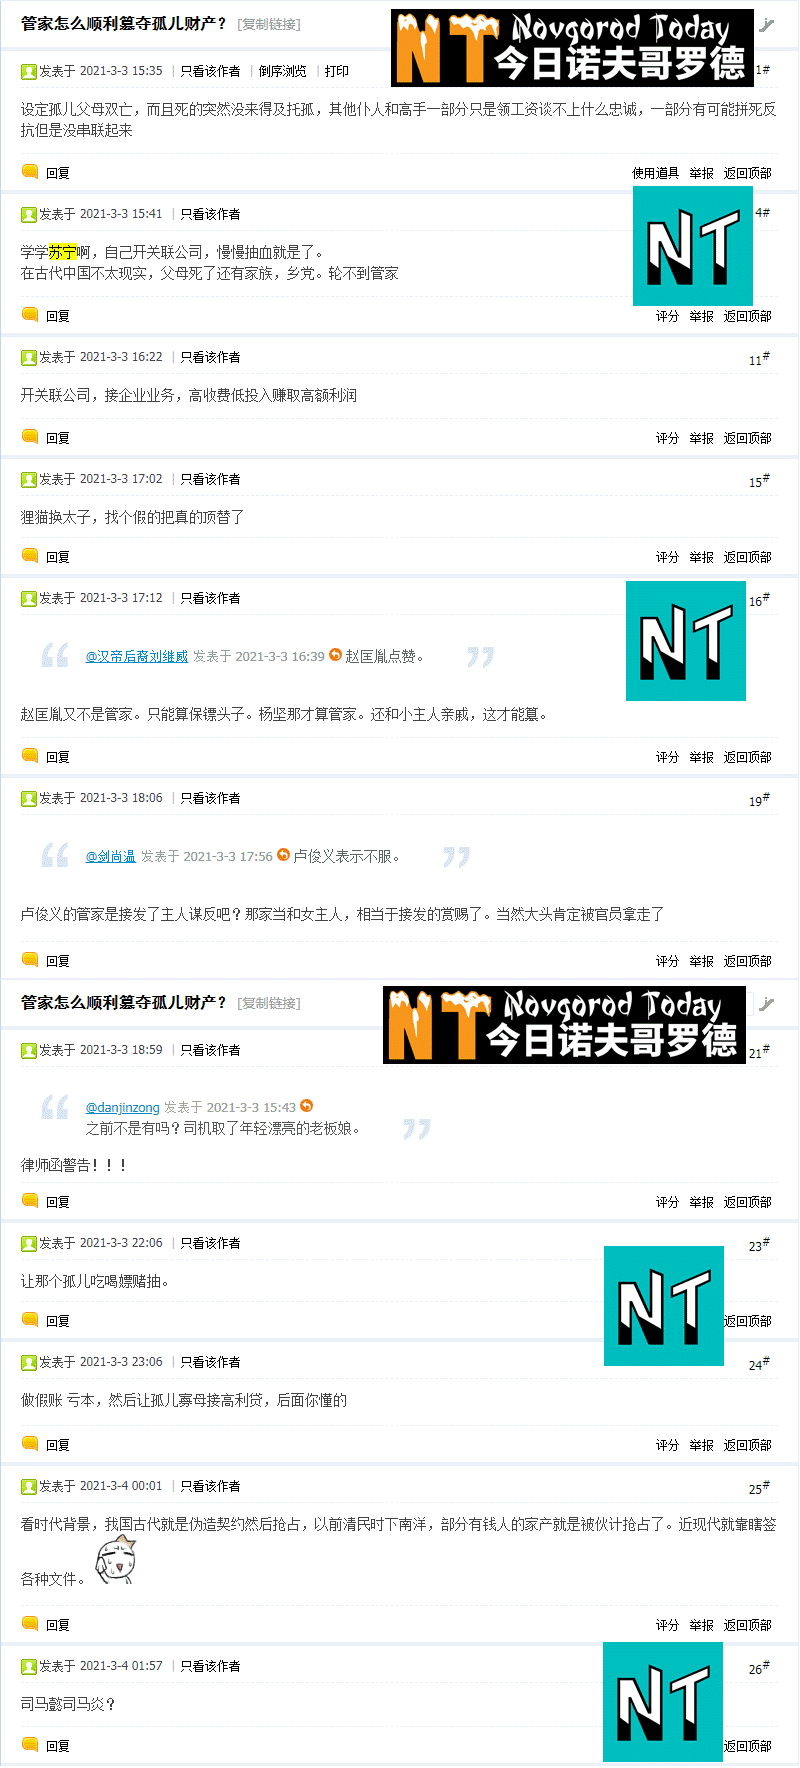 管家怎么顺利篡夺孤儿财产？ [复制链接]
NT Novgorod Today
今日诺夫哥罗德
发表于 2021-3-3 15:35 | 只看该作者 | 倒序浏览 | 打印
1#
设定孤儿父母双亡，而且死的突然没来得及托孤，其他仆人和高手一部分只是领工资谈不上什么忠诚，一部分有可能拼死反
抗但是没串联起来
回复
使用道具 举报 返回顶部
发表于 2021-3-3 15:41 | 只看该作者
NT
4#
学学苏宁啊，自己开关联公司，慢慢抽血就是了。
在古代中国不太现实，父母死了还有家族，乡党。轮不到管家
回复
评分 举报 返回顶部
发表于 2021-3-3 16:22 | 只看该作者
11#
开关联公司，接企业业务，高收费低投入赚取高额利润
回复
评分 举报 返回顶部
发表于 2021-3-3 17:02 | 只看该作者
15#
狸猫换太子，找个假的把真的顶替了
回复
评分 举报 返回顶部
发表于 2021-3-3 17:12 | 只看该作者
NT
16#
@汉帝后裔刘继威 发表于 2021-3-3 16:39 赵匡胤点赞。
赵匡胤又不是管家。只能算保镖头子。杨坚那才算管家。还和小主人亲戚，这才能篡。
回复
评分 举报 返回顶部
发表于 2021-3-3 18:06 | 只看该作者
19#
@剑尚温 发表于 2021-3-3 17:56 卢俊义表示不服。
卢俊义的管家是接发了主人谋反吧？那家当和女主人，相当于接发的赏赐了。当然大头肯定被官员拿走了
回复
评分 举报 返回顶部
管家怎么顺利篡夺孤儿财产？ [复制链接]
NT Novgorod Today
今日诺夫哥罗德
发表于 2021-3-3 18:59 | 只看该作者
21#
@danjinzong 发表于 2021-3-3 15:43
之前不是有吗？司机取了年轻漂亮的老板娘。
律师函警告！！！
回复
评分 举报 返回顶部
发表于 2021-3-3 22:06 | 只看该作者
23#
让那个孤儿吃喝嫖赌抽。
NT
回复
返回顶部
发表于 2021-3-3 23:06 | 只看该作者
24#
做假账 亏本，然后让孤儿寡母接高利贷，后面你懂的
回复
评分 举报 返回顶部
发表于 2021-3-4 00:01 | 只看该作者
25#
看时代背景，我国古代就是伪造契约然后抢占，以前清民时下南洋，部分有钱人的家产就是被伙计抢占了。近现代就靠瞎签
各种文件。
回复
评分 举报 返回顶部
发表于 2021-3-4 01:57 | 只看该作者
26#
司马懿司马炎？
NT
回复
返回顶部